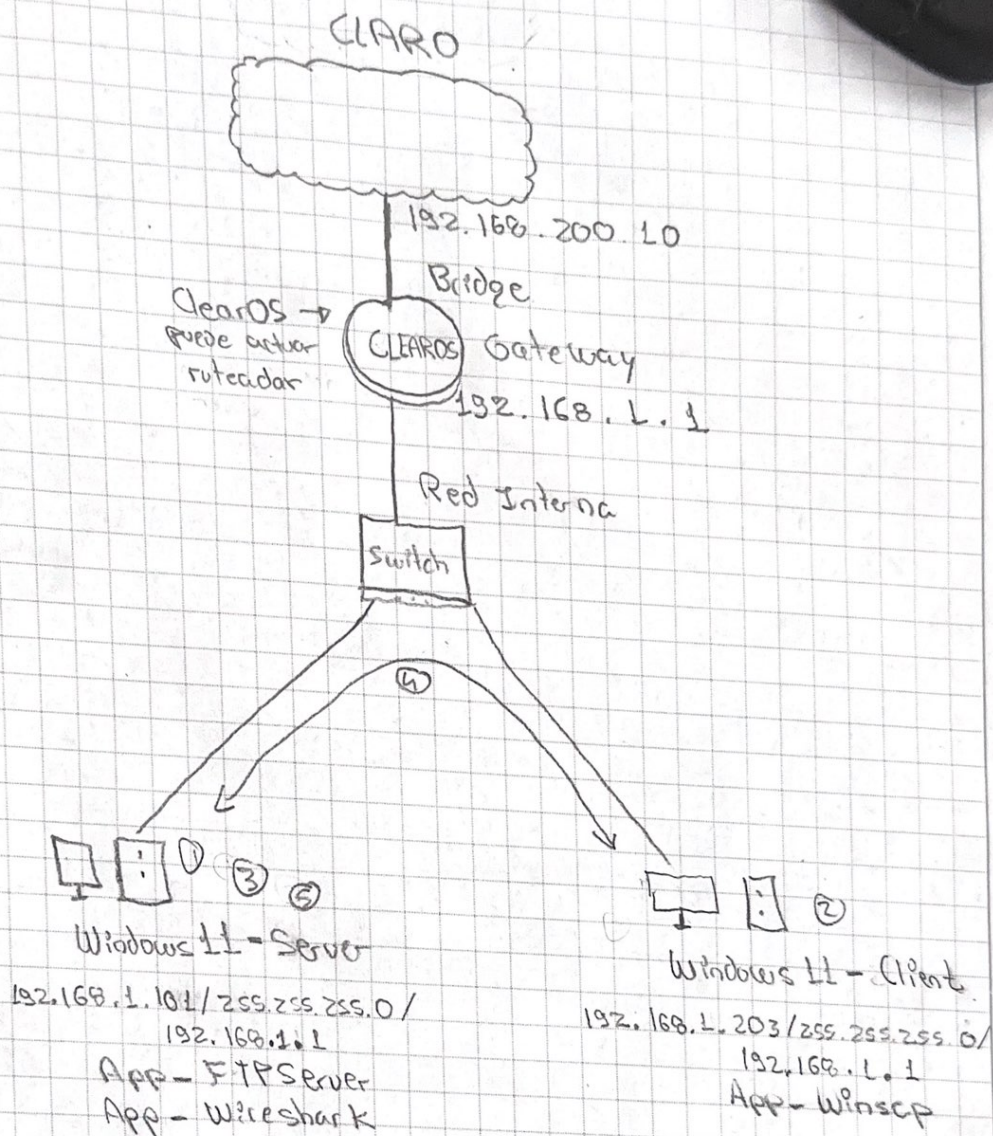 CLARO
192.168.200.10
Bridge
ClearOS →
puede actuar
ruteadar
CLEAROS
Gateway
192.168.1.1
Red Interna
Switch
④
① ③ ⑤
②
Windows 11 - Server
192.168.1.101/255.255.255.0/
192.168.1.1
App - FTPServer
App - Wireshark
Windows 11 - Client
192.168.1.203/255.255.255.0/
192.168.1.1
App - Winscp